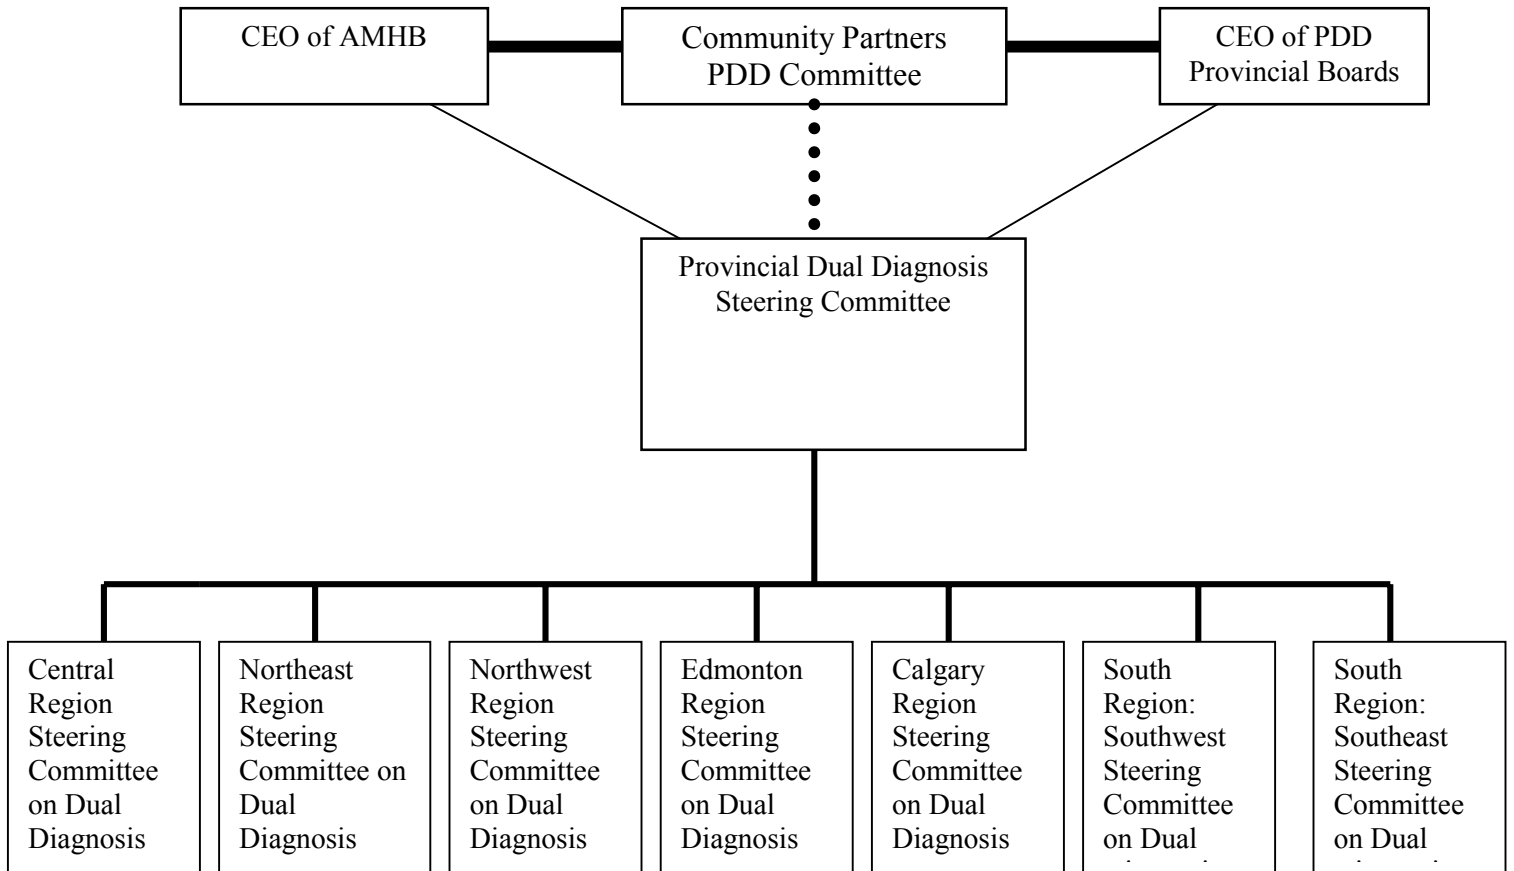 CEO of AMHB
Community Partners
PDD Committee
CEO of PDD
Provincial Boards
Provincial Dual Diagnosis
Steering Committee
Central
Region
Steering
Committee
on Dual
Diagnosis
Northeast
Region
Steering
Committee on
Dual
Diagnosis
Northwest
Region
Steering
Committee
on Dual
Diagnosis
Edmonton
Region
Steering
Committee
on Dual
Diagnosis
Calgary
Region
Steering
Committee
on Dual
Diagnosis
South
Region:
Southwest
Steering
Committee
on Dual
South
Region:
Southeast
Steering
Committee
on Dual